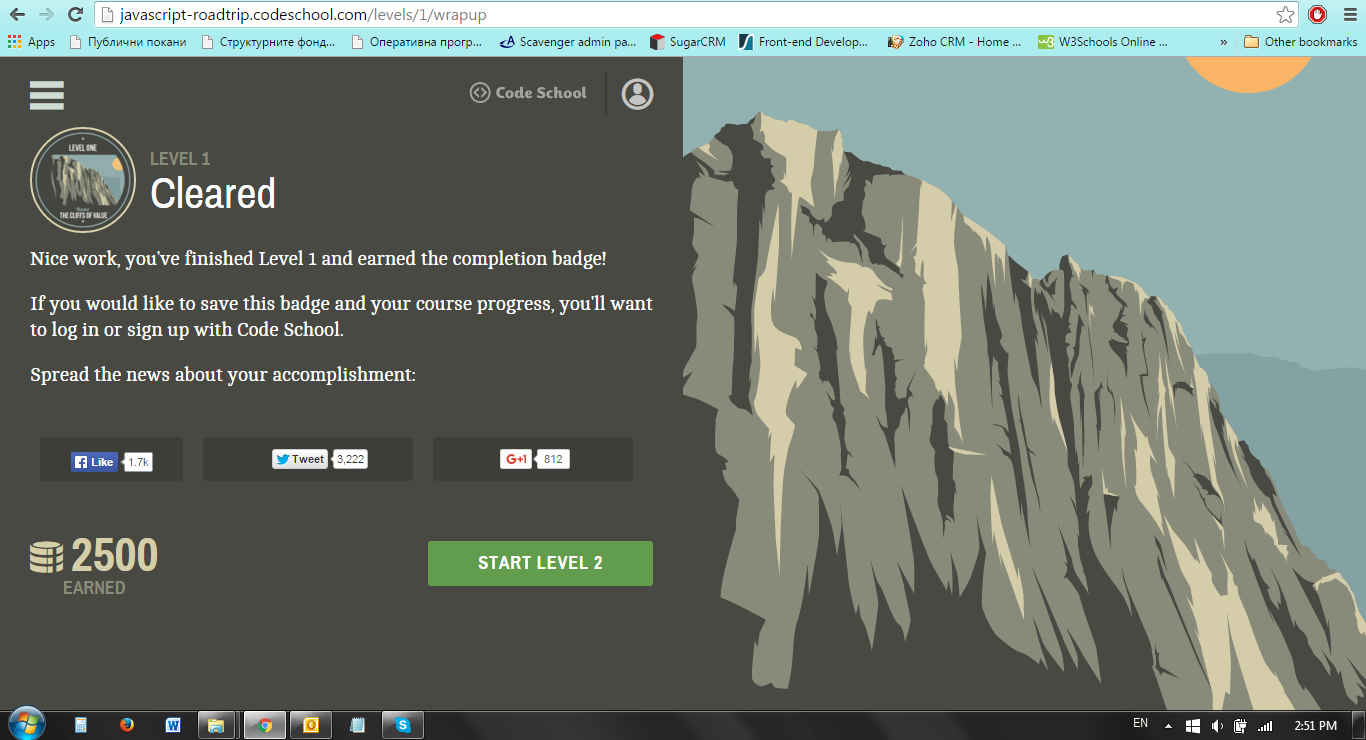 javascript-roadtrip.codeschool.com/levels/1/wrapup
Apps Публични покани Структурните фонд... Оперативна прогр... Scavenger admin pa... SugarCRM Front-end Develop... Zoho CRM - Home ... W3Schools Online ... » Other bookmarks
Code School
LEVEL ONE
THE CLIFFS OF VALUE
LEVEL 1
Cleared
Nice work, you've finished Level 1 and earned the completion badge!
If you would like to save this badge and your course progress, you'll want
to log in or sign up with Code School.
Spread the news about your accomplishment:
Like 1.7k Tweet 3,222 G+1 812
2500
EARNED
START LEVEL 2
EN 2:51 PM